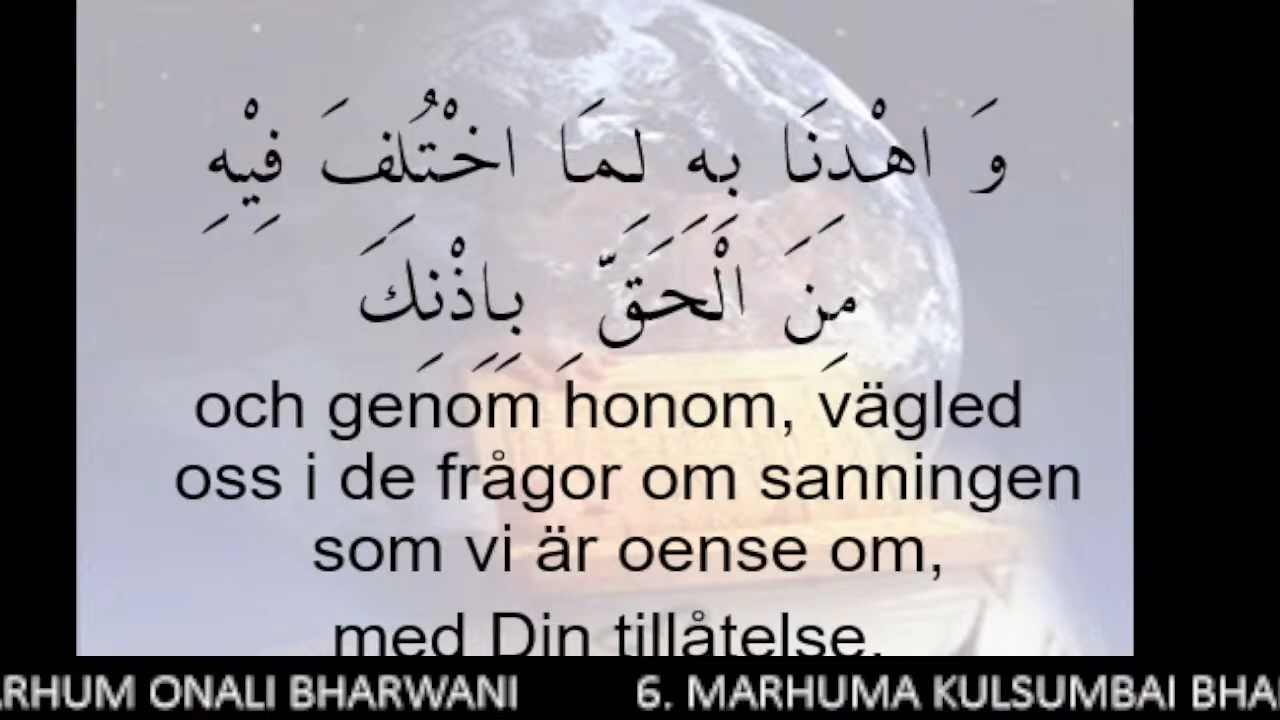 وَ اهْدِنَا بِهِ لِمَا اخْتُلِفَ فِيْهِ
مِنَ الْحَقِّ بِاِذْنِكَ
och genom honom, vägled
oss i de frågor om sanningen
som vi är oense om,
med Din tillåtelse.
ARHUM ONALI BHARWANI 6. MARHUMA KULSUMBAI BHA